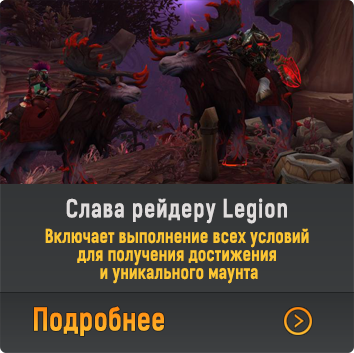 Слава рейдеру Legion
Включает выполнение всех условий
для получения достижения
и уникального маунта
Подробнее